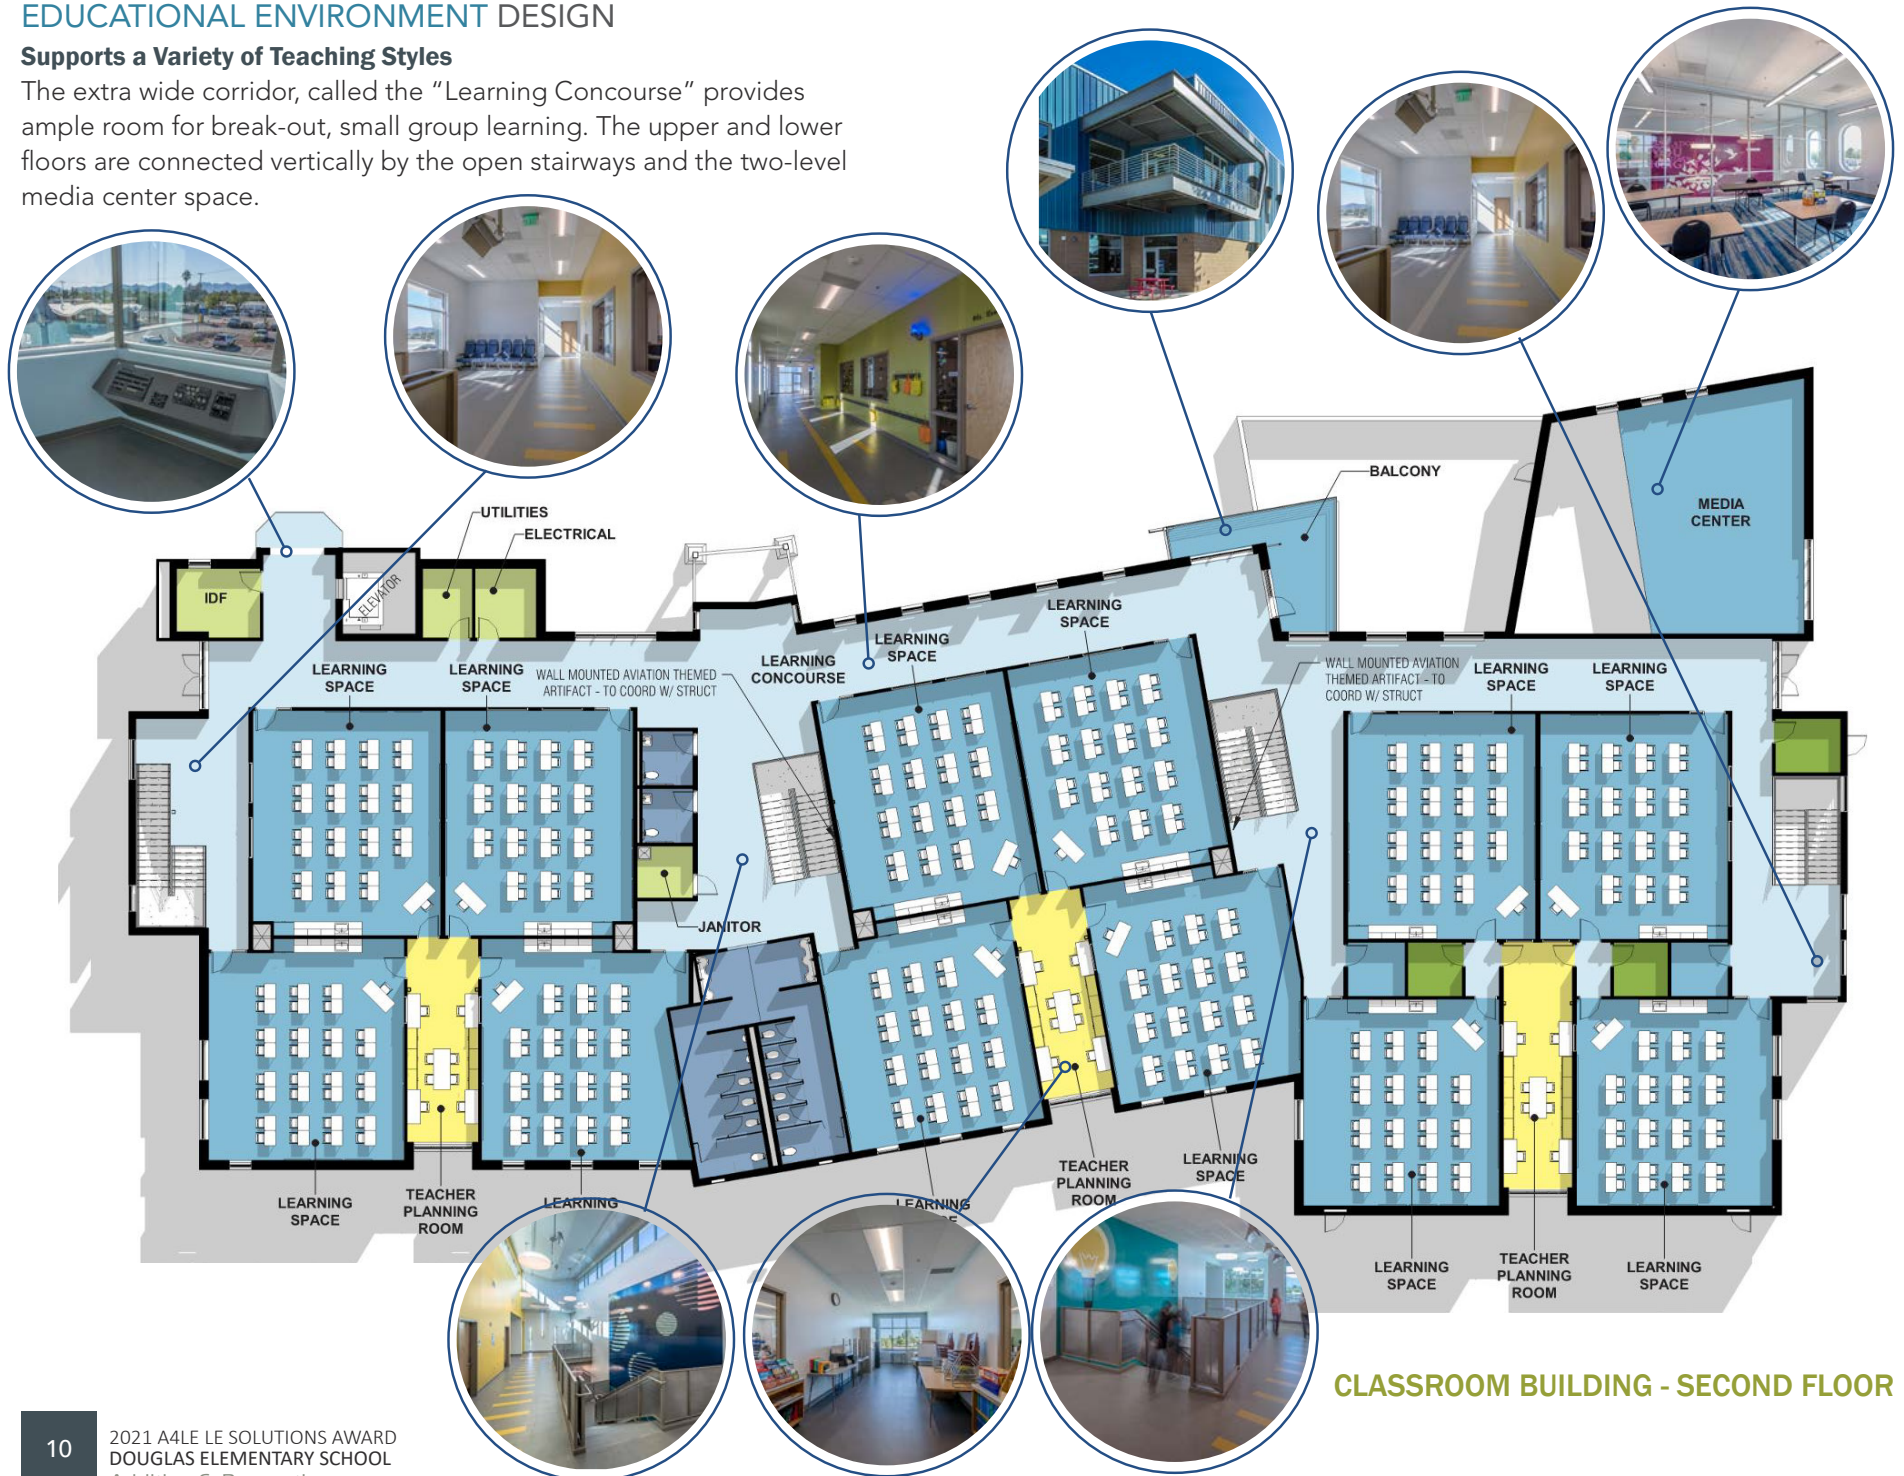 EDUCATIONAL ENVIRONMENT DESIGN
Supports a Variety of Teaching Styles
The extra wide corridor, called the “Learning Concourse” provides
ample room for break-out, small group learning. The upper and lower
floors are connected vertically by the open stairways and the two-level
media center space.
BALCONY
MEDIA
CENTER
UTILITIES
ELECTRICAL
IDF
ELEVATOR
LEARNING
SPACE
LEARNING
SPACE
WALL MOUNTED AVIATION THEMED
ARTIFACT - TO COORD W/ STRUCT
LEARNING
CONCOURSE
LEARNING
SPACE
LEARNING
SPACE
WALL MOUNTED AVIATION
THEMED ARTIFACT - TO
COORD W/ STRUCT
LEARNING
SPACE
LEARNING
SPACE
JANITOR
LEARNING
SPACE
TEACHER
PLANNING
ROOM
LEARNING
LEARNING
TEACHER
PLANNING
ROOM
LEARNING
SPACE
LEARNING
SPACE
TEACHER
PLANNING
ROOM
LEARNING
SPACE
CLASSROOM BUILDING - SECOND FLOOR
10
2021 A4LE LE SOLUTIONS AWARD
DOUGLAS ELEMENTARY SCHOOL